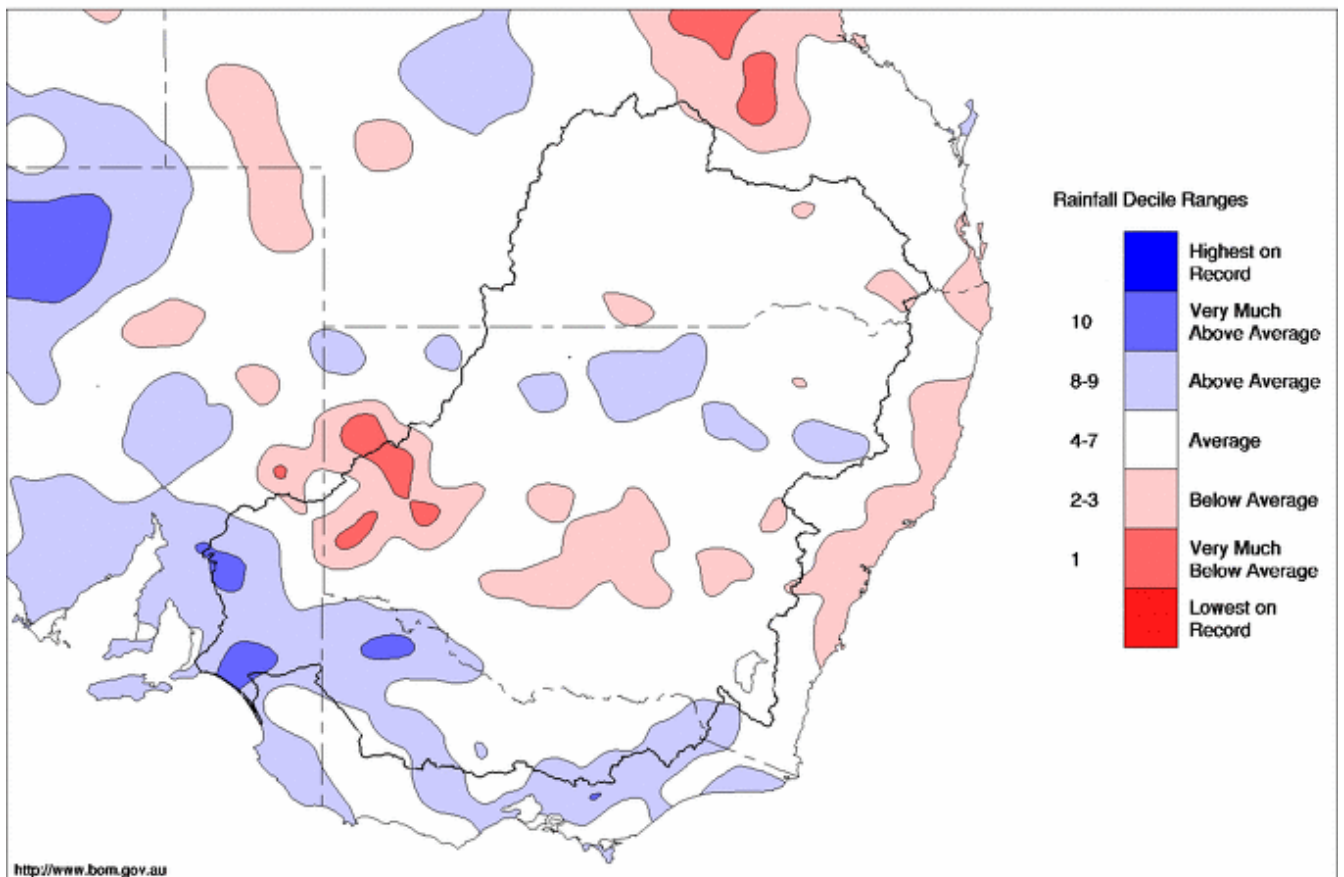 Rainfall Decile Ranges
Highest on
Record
10
Very Much
Above Average
8-9
Above Average
4-7
Average
2-3
Below Average
1
Very Much
Below Average
Lowest on
Record
http://www.bom.gov.au